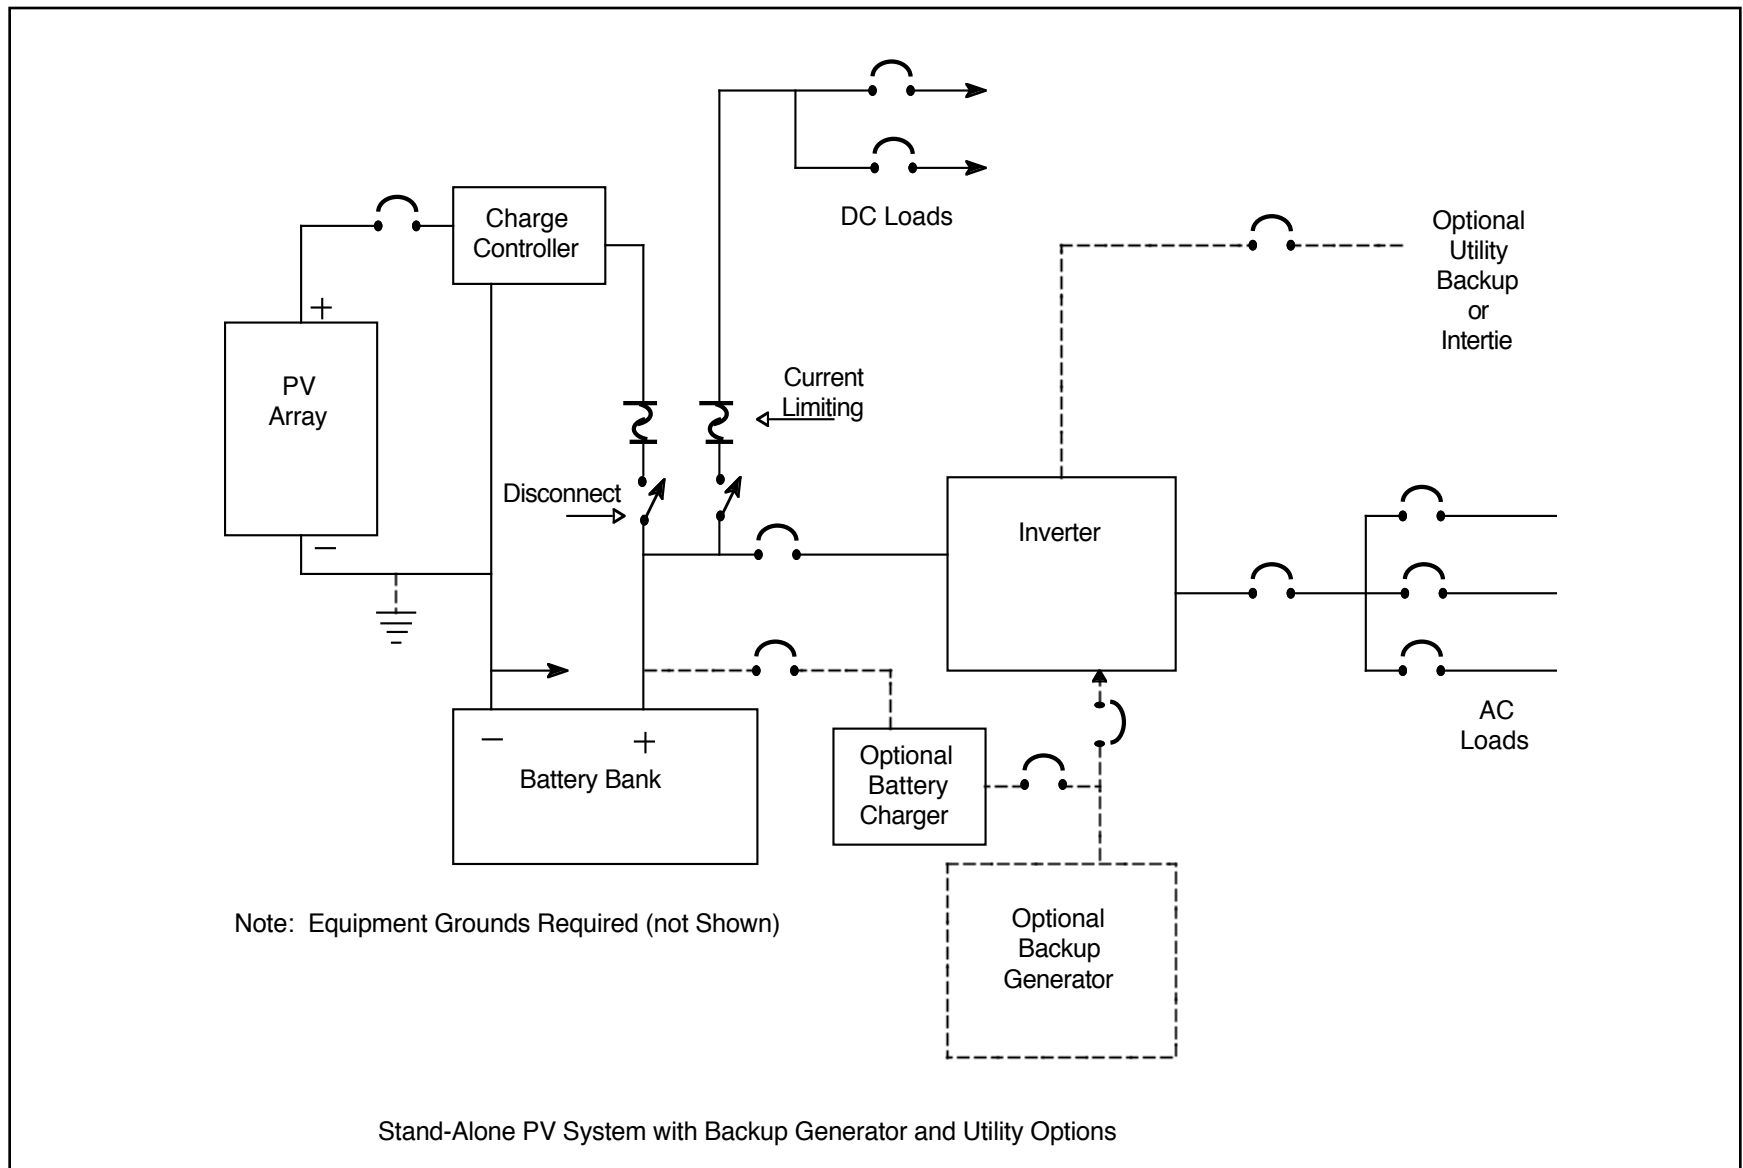 Charge
Controller
DC Loads
Optional
Utility
Backup
or
Intertie
+
PV
Array
−
Current
Limiting
Disconnect
Inverter
AC
Loads
− +
Battery Bank
Optional
Battery
Charger
Note: Equipment Grounds Required (not Shown)
Optional
Backup
Generator
Stand-Alone PV System with Backup Generator and Utility Options